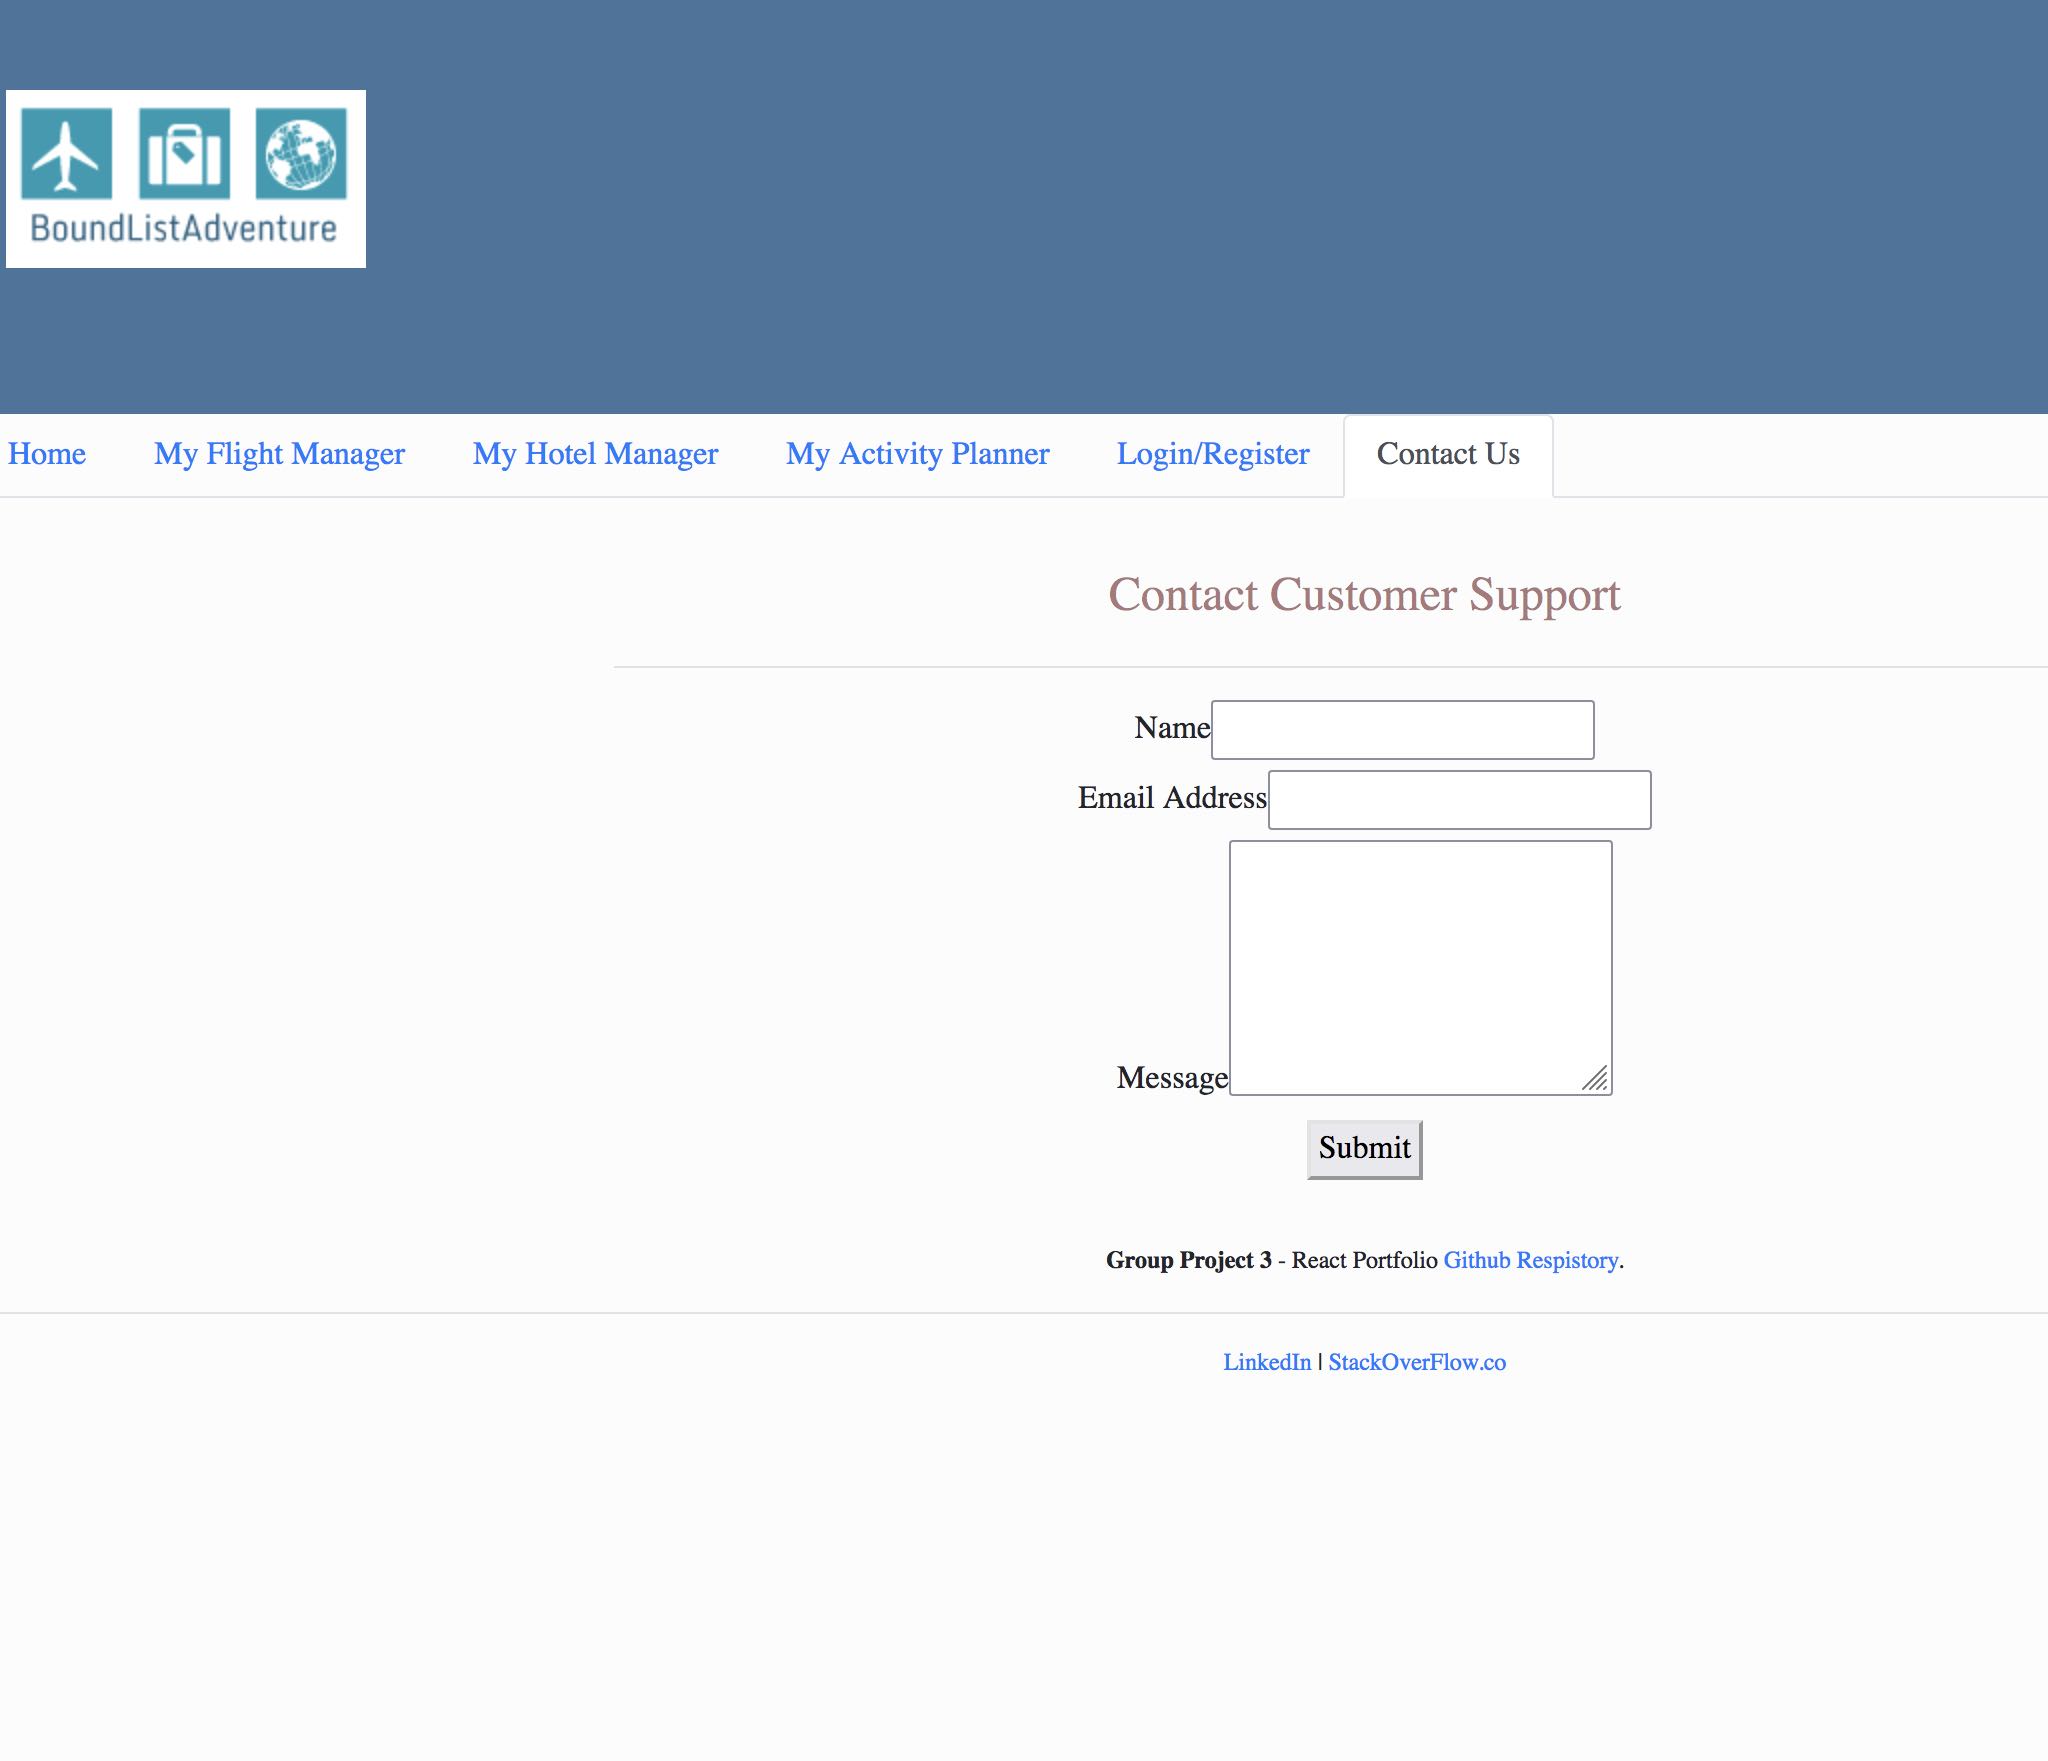 BoundListAdventure
Home My Flight Manager My Hotel Manager My Activity Planner Login/Register Contact Us
Contact Customer Support
Name
Email Address
Message
Submit
Group Project 3 - React Portfolio Github Respistory.
LinkedIn | StackOverFlow.co